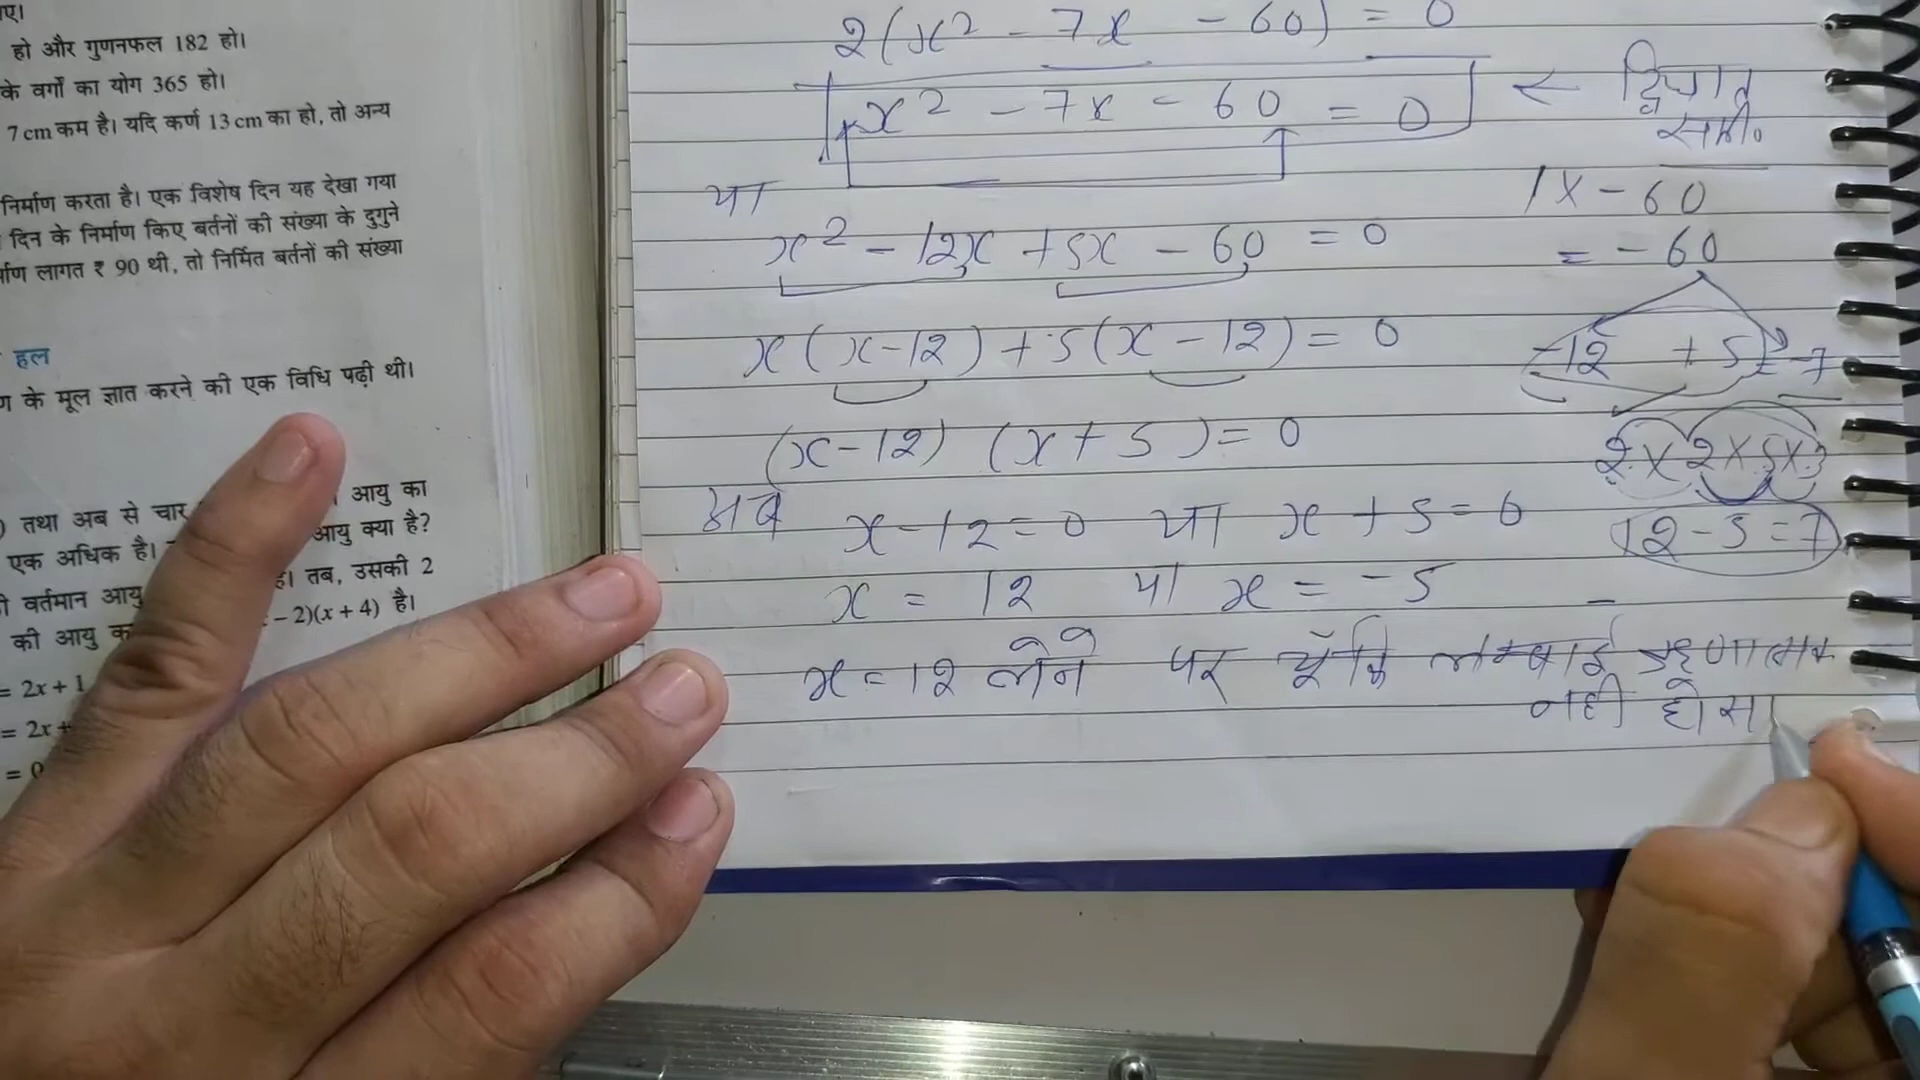 हो और गुणनफल 182 हो।
के वर्गों का योग 365 हो।
7 cm कम है। यदि कर्ण 13 cm का हो, तो अन्य
निर्माण करता है। एक विशेष दिन यह देखा गया
दिन के निर्माण किए बर्तनों की संख्या के दुगुने
लागत ₹ 90 थी, तो निर्मित बर्तनों की संख्या
हल
के मूल ज्ञात करने की एक विधि पढ़ी थी।
तथा अब से चार आयु का
एक अधिक है। आयु क्या है?
वर्तमान आयु है। तब, उसकी 2
की आयु - 2)(x + 4) है।
= 2x + 1
= 2x +
= 0
2(x² - 7x - 60) = 0
x² - 7x - 60 = 0 ← द्विघात
समी.
या
x² - 12x + 5x - 60 = 0
x(x-12) + 5(x-12) = 0
(x-12) (x+5) = 0
अब x-12=0 या x+5=0
x = 12 या x = -5
x = 12 लेने पर चूँकि लम्बाई ऋणात्मक
नहीं हो
1x - 60
= - 60
-12 +5 = -7
2 x 2 x 5 x 3
12-5=7